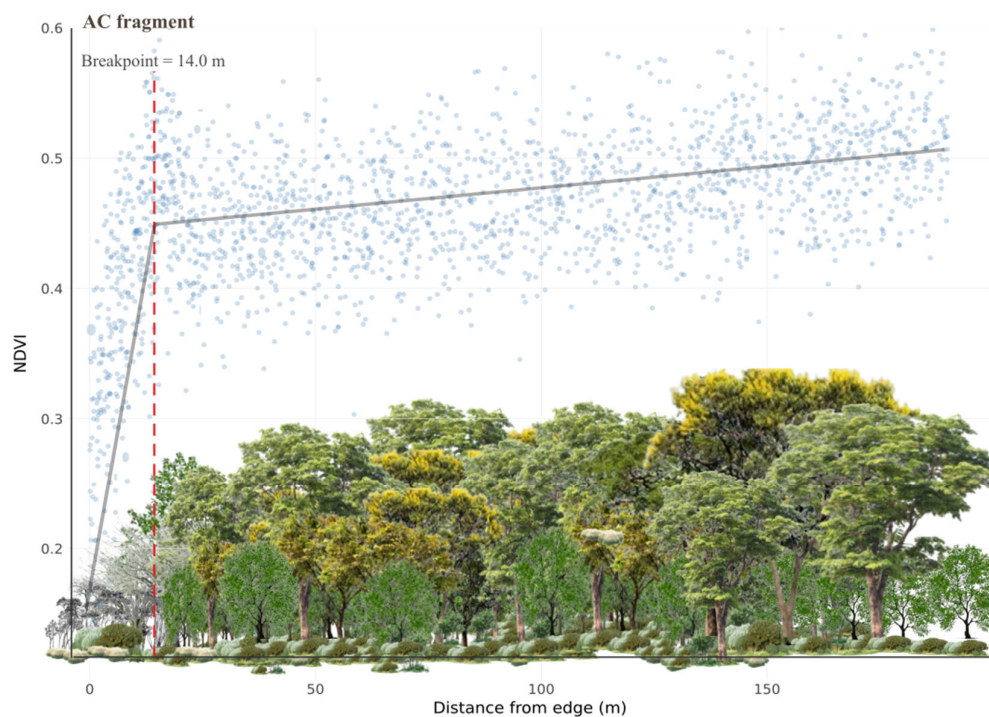 AC fragment
Breakpoint = 14.0 m
0.6
0.5
0.4
0.3
0.2
NDVI
0 50 100 150
Distance from edge (m)